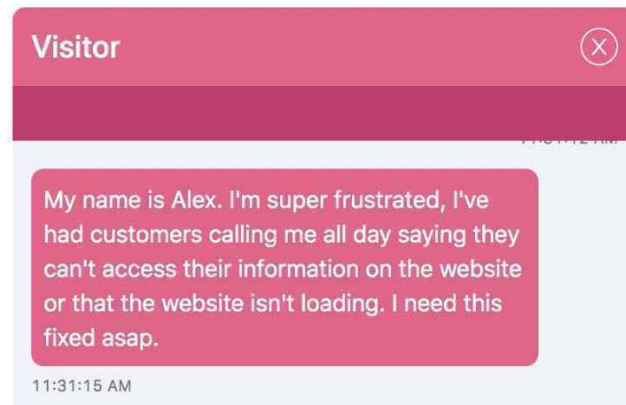 Visitor
My name is Alex. I'm super frustrated, I've
had customers calling me all day saying they
can't access their information on the website
or that the website isn't loading. I need this
fixed asap.
11:31:15 AM